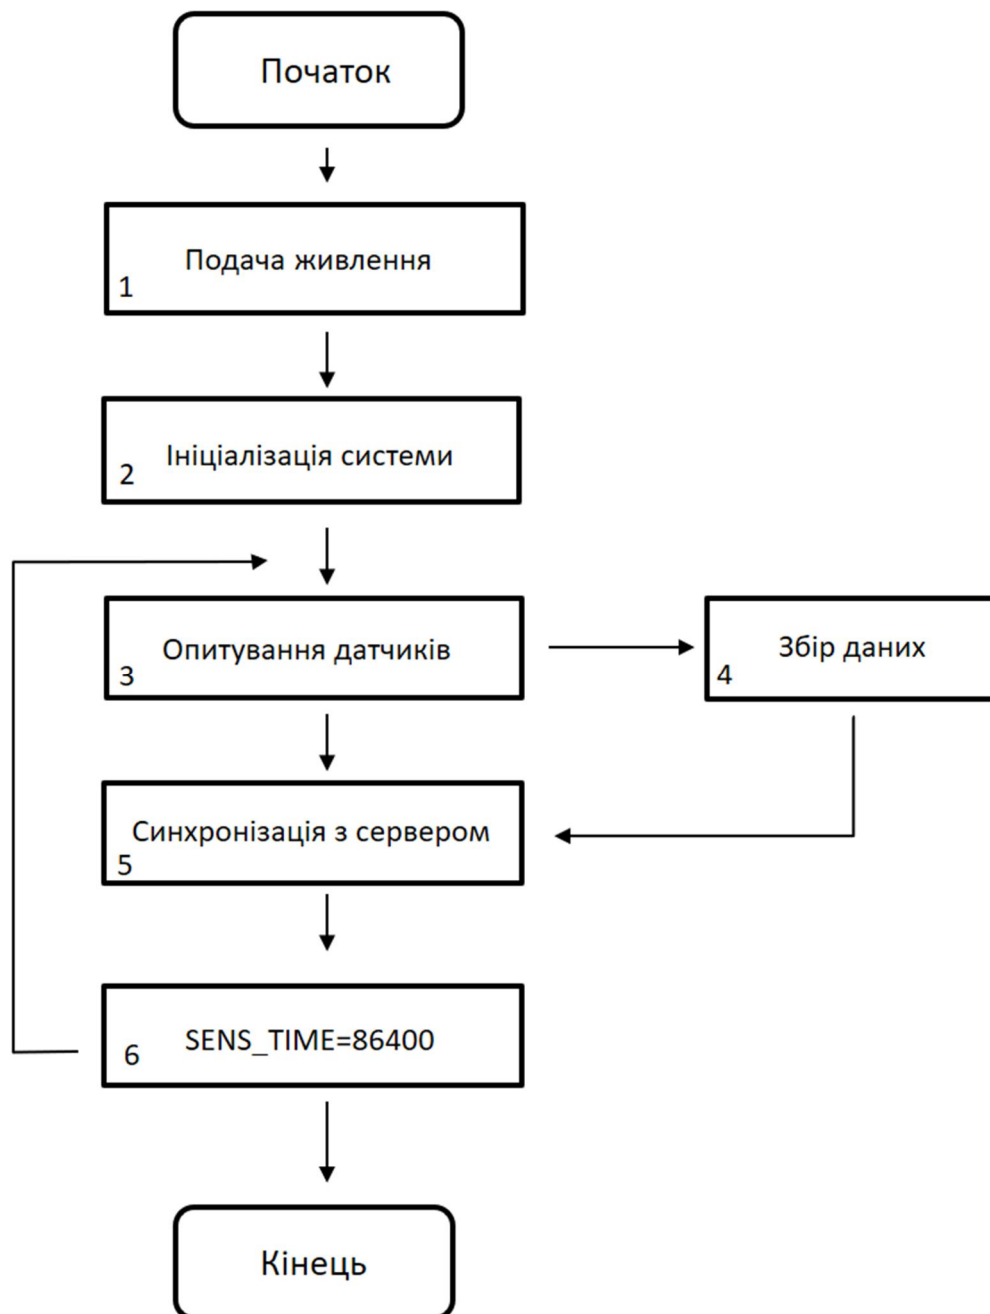 Початок
Подача живлення
1
Ініціалізація системи
2
Опитування датчиків
3
Збір даних
4
Синхронізація з сервером
5
SENS_TIME=86400
6
Кінець